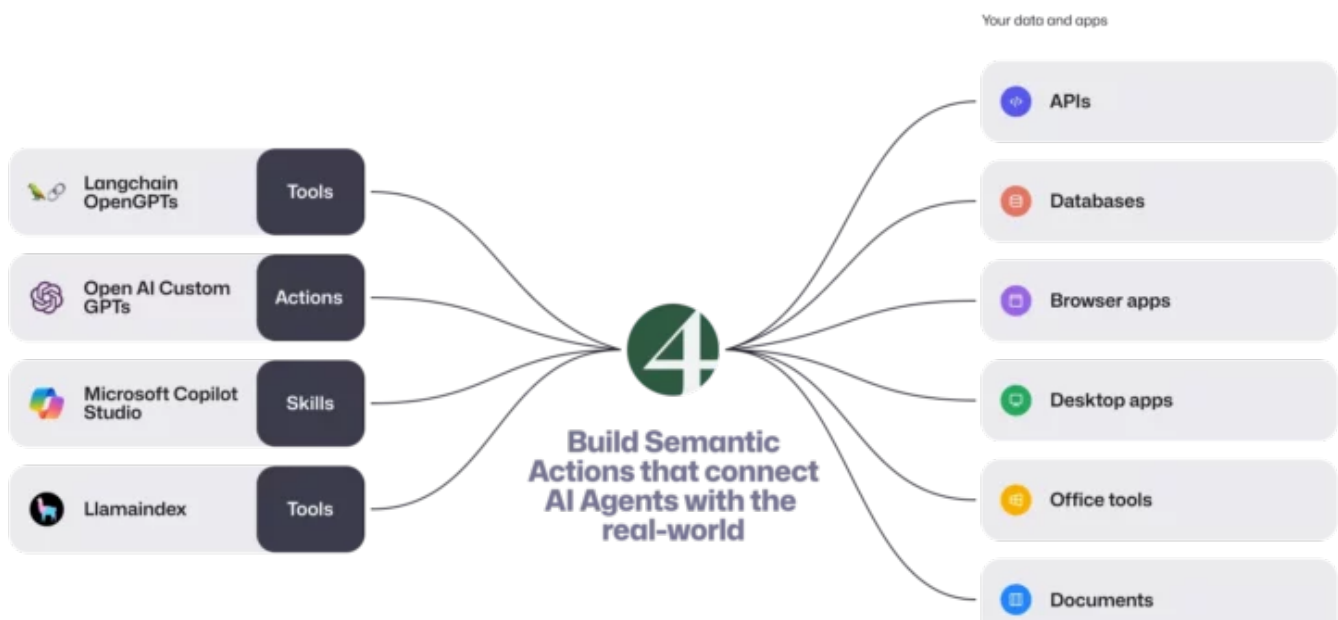 Your data and apps
Langchain
OpenGPTs
Tools
Open AI Custom
GPTs
Actions
Microsoft Copilot
Studio
Skills
Llamaindex
Tools
4
Build Semantic
Actions that connect
AI Agents with the
real-world
APIs
Databases
Browser apps
Desktop apps
Office tools
Documents